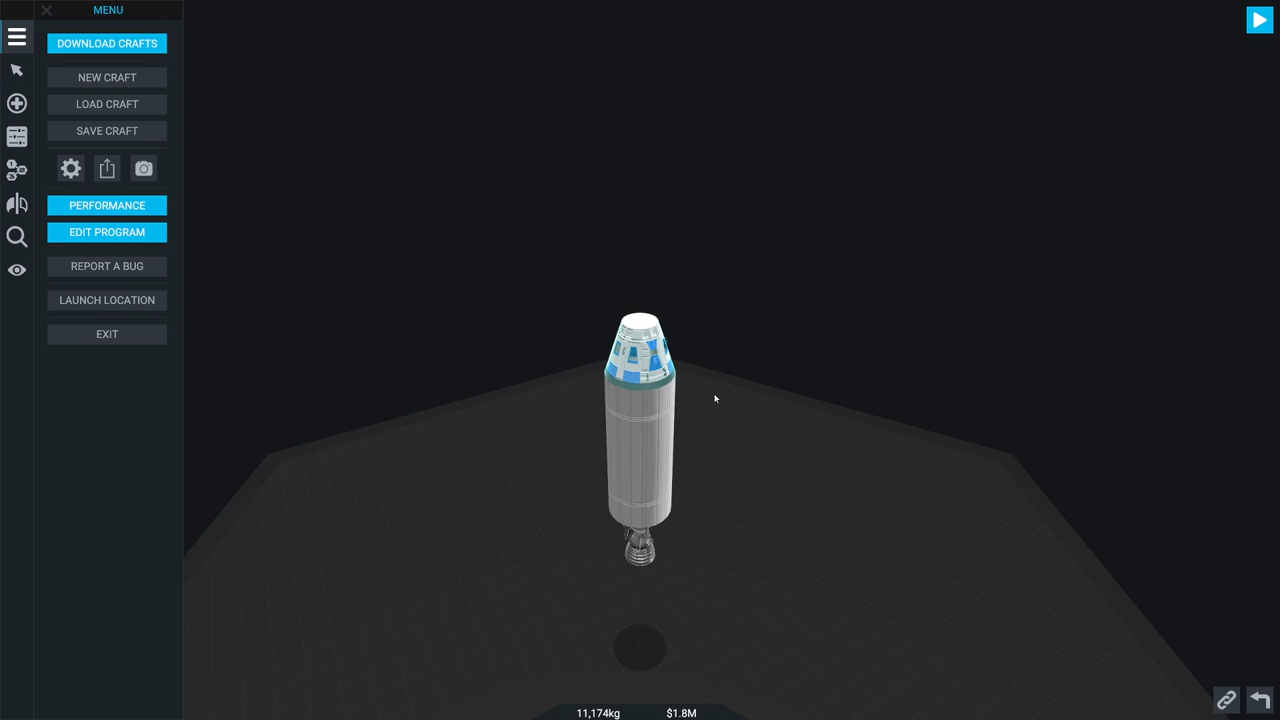 MENU
DOWNLOAD CRAFTS
NEW CRAFT
LOAD CRAFT
SAVE CRAFT
PERFORMANCE
EDIT PROGRAM
REPORT A BUG
LAUNCH LOCATION
EXIT
11,174kg $1.8M